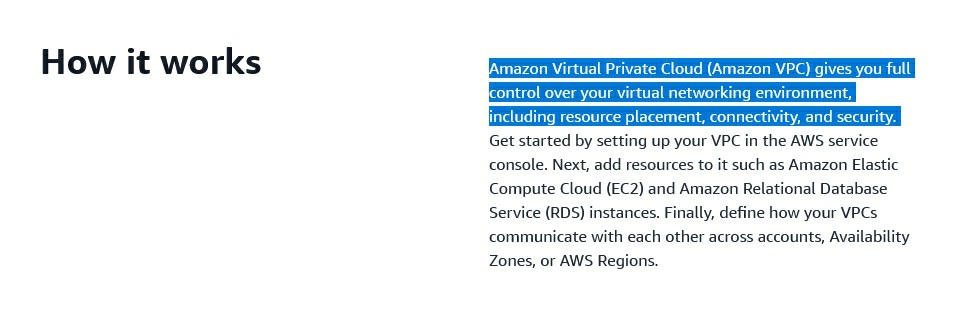 How it works
Amazon Virtual Private Cloud (Amazon VPC) gives you full
control over your virtual networking environment,
including resource placement, connectivity, and security.
Get started by setting up your VPC in the AWS service
console. Next, add resources to it such as Amazon Elastic
Compute Cloud (EC2) and Amazon Relational Database
Service (RDS) instances. Finally, define how your VPCs
communicate with each other across accounts, Availability
Zones, or AWS Regions.